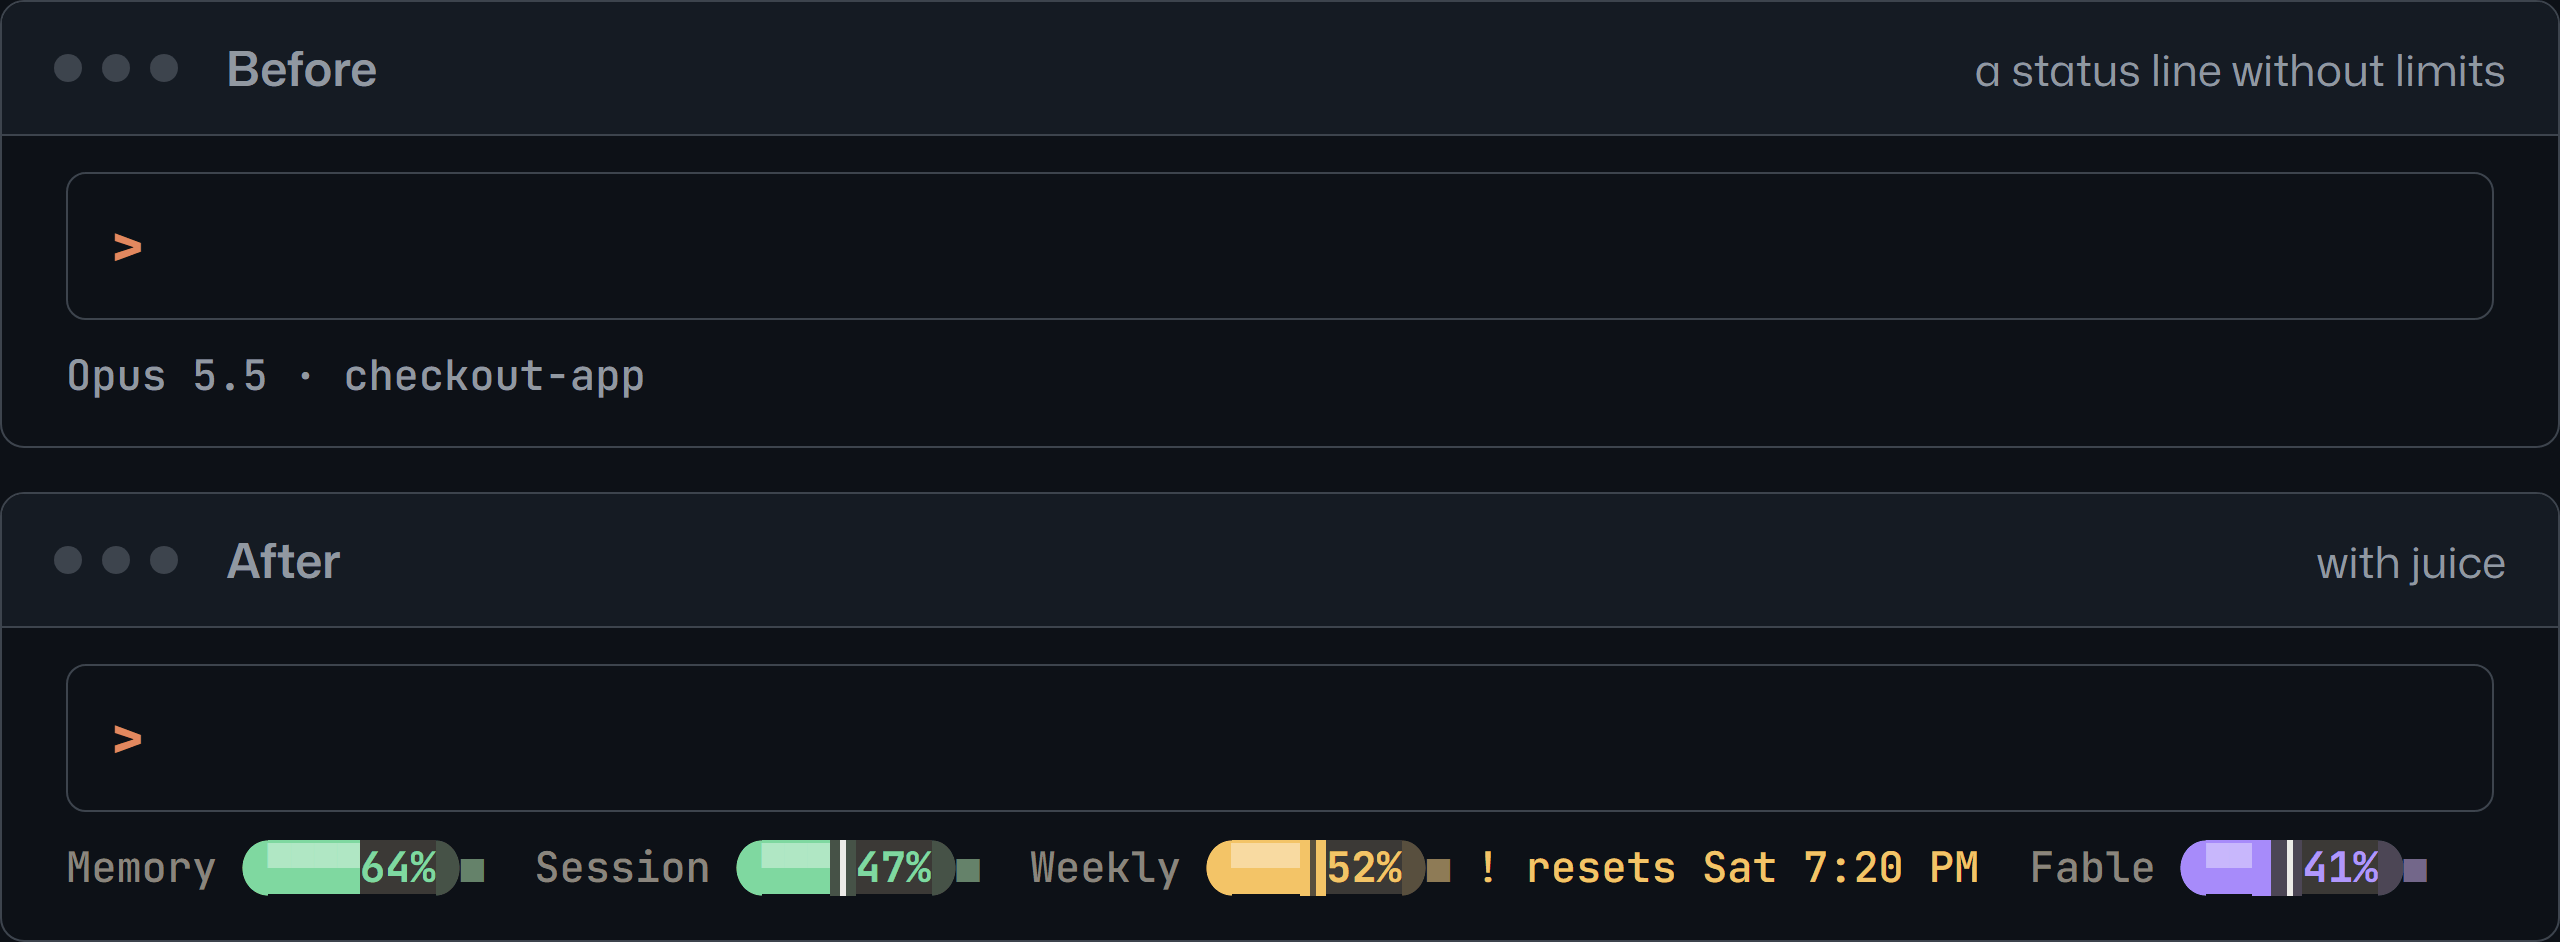 Before
a status line without limits
>
Opus 5.5 · checkout-app
After
with juice
>
Memory 64% Session 47% Weekly 52% ! resets Sat 7:20 PM Fable 41%